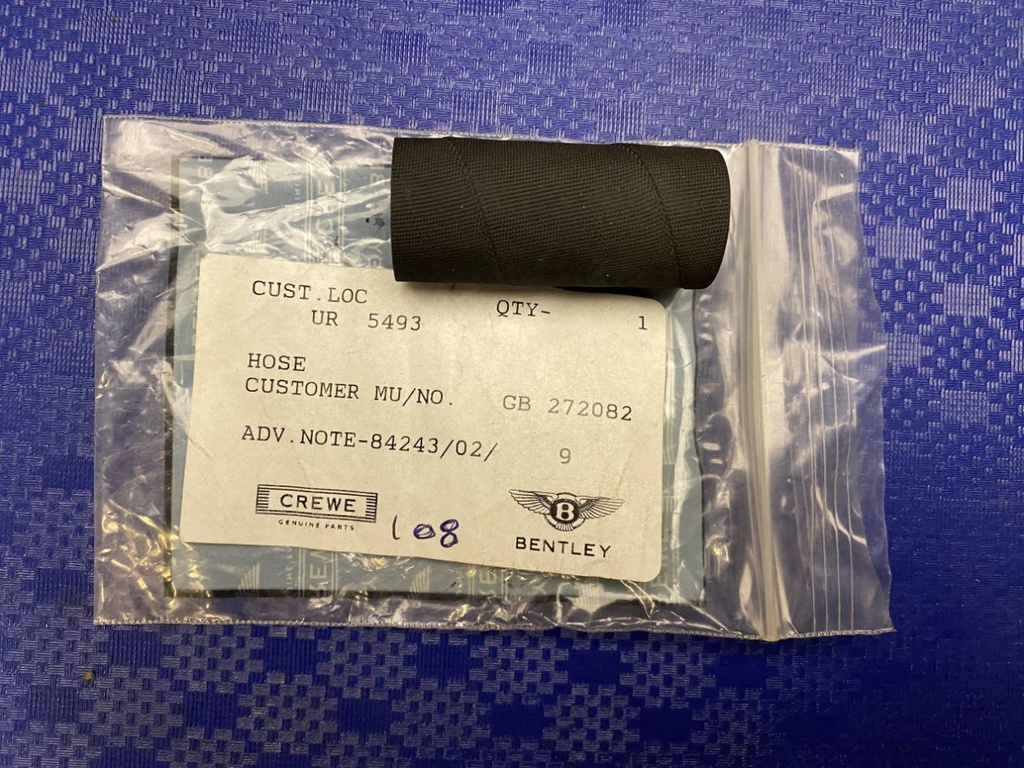 CUST.LOC QTY-
UR 5493 1
HOSE
CUSTOMER MU/NO. GB 272082
ADV.NOTE-84243/02/ 9
CREWE
GENUINE PARTS
108
B
BENTLEY